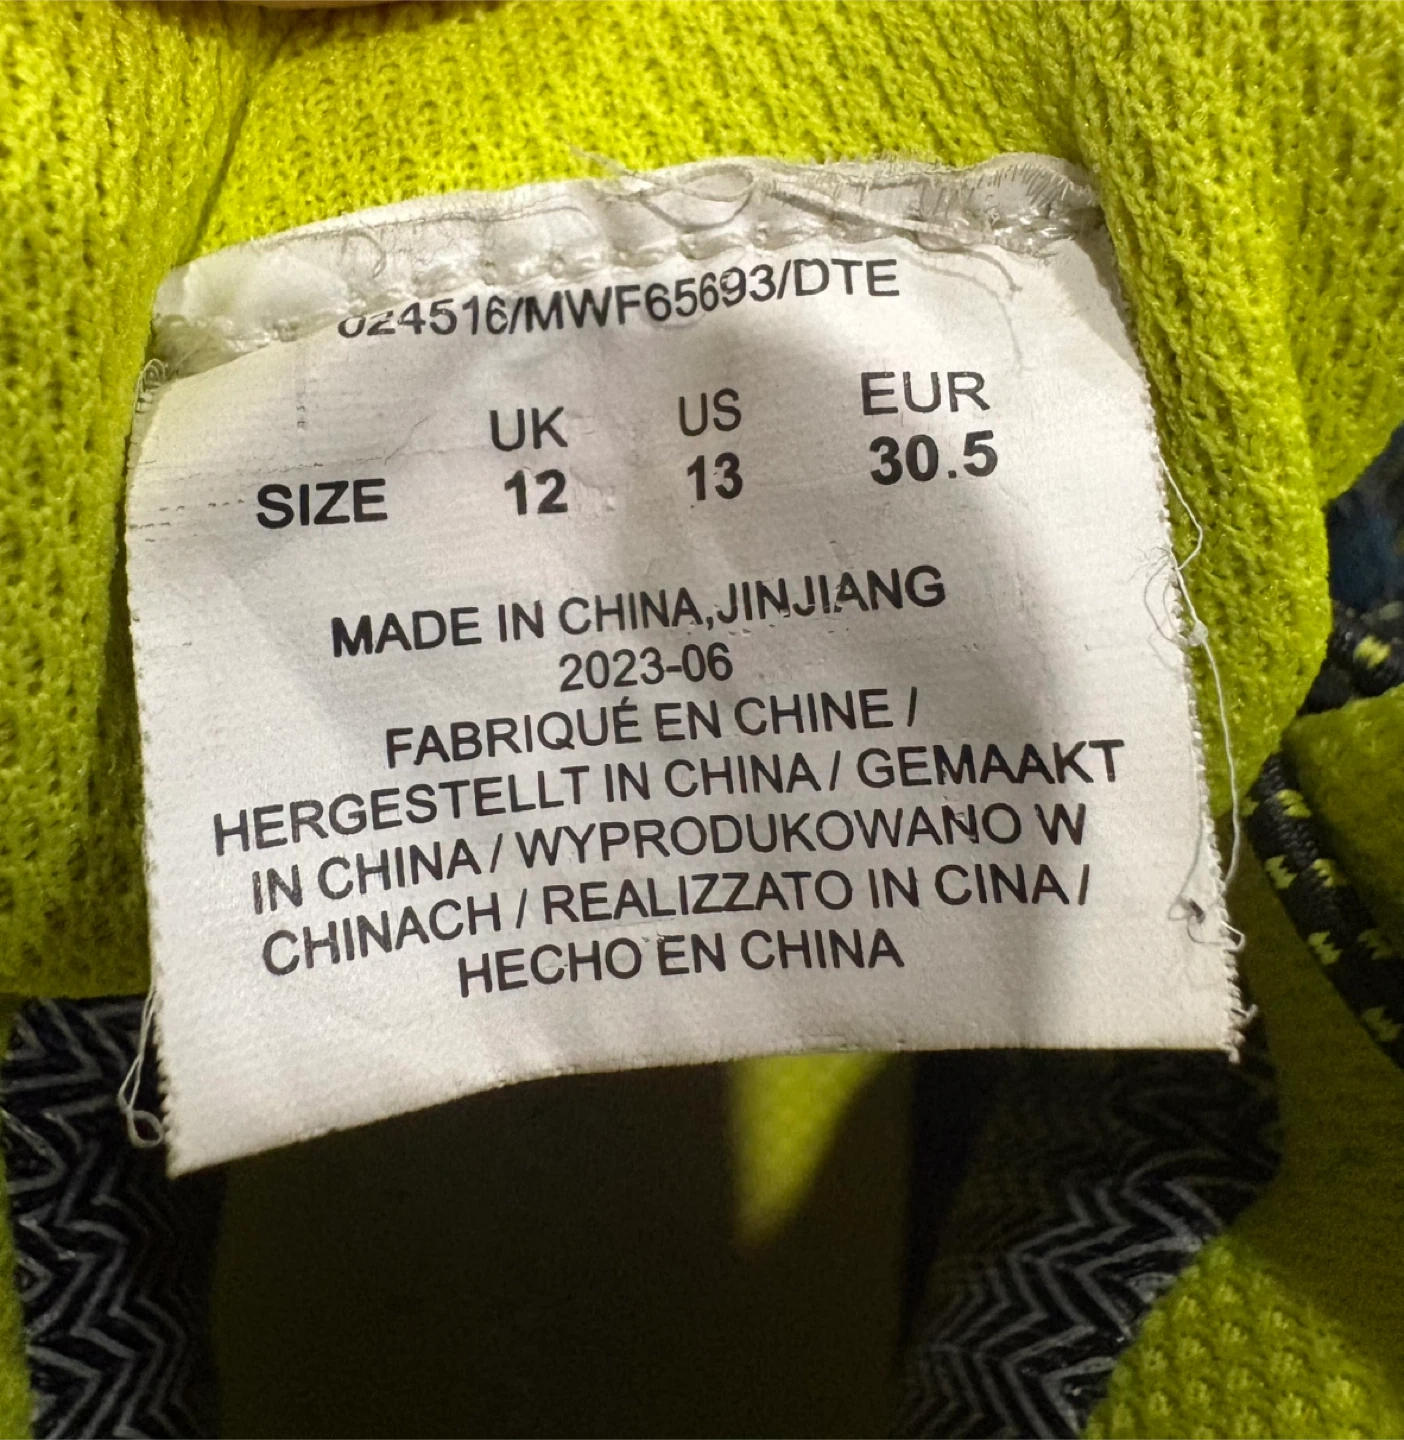 024516/MWF65693/DTE
UK US EUR
SIZE 12 13 30.5
MADE IN CHINA,JINJIANG
2023-06
FABRIQUÉ EN CHINE /
HERGESTELLT IN CHINA / GEMAAKT
IN CHINA / WYPRODUKOWANO W
CHINACH / REALIZZATO IN CINA /
HECHO EN CHINA